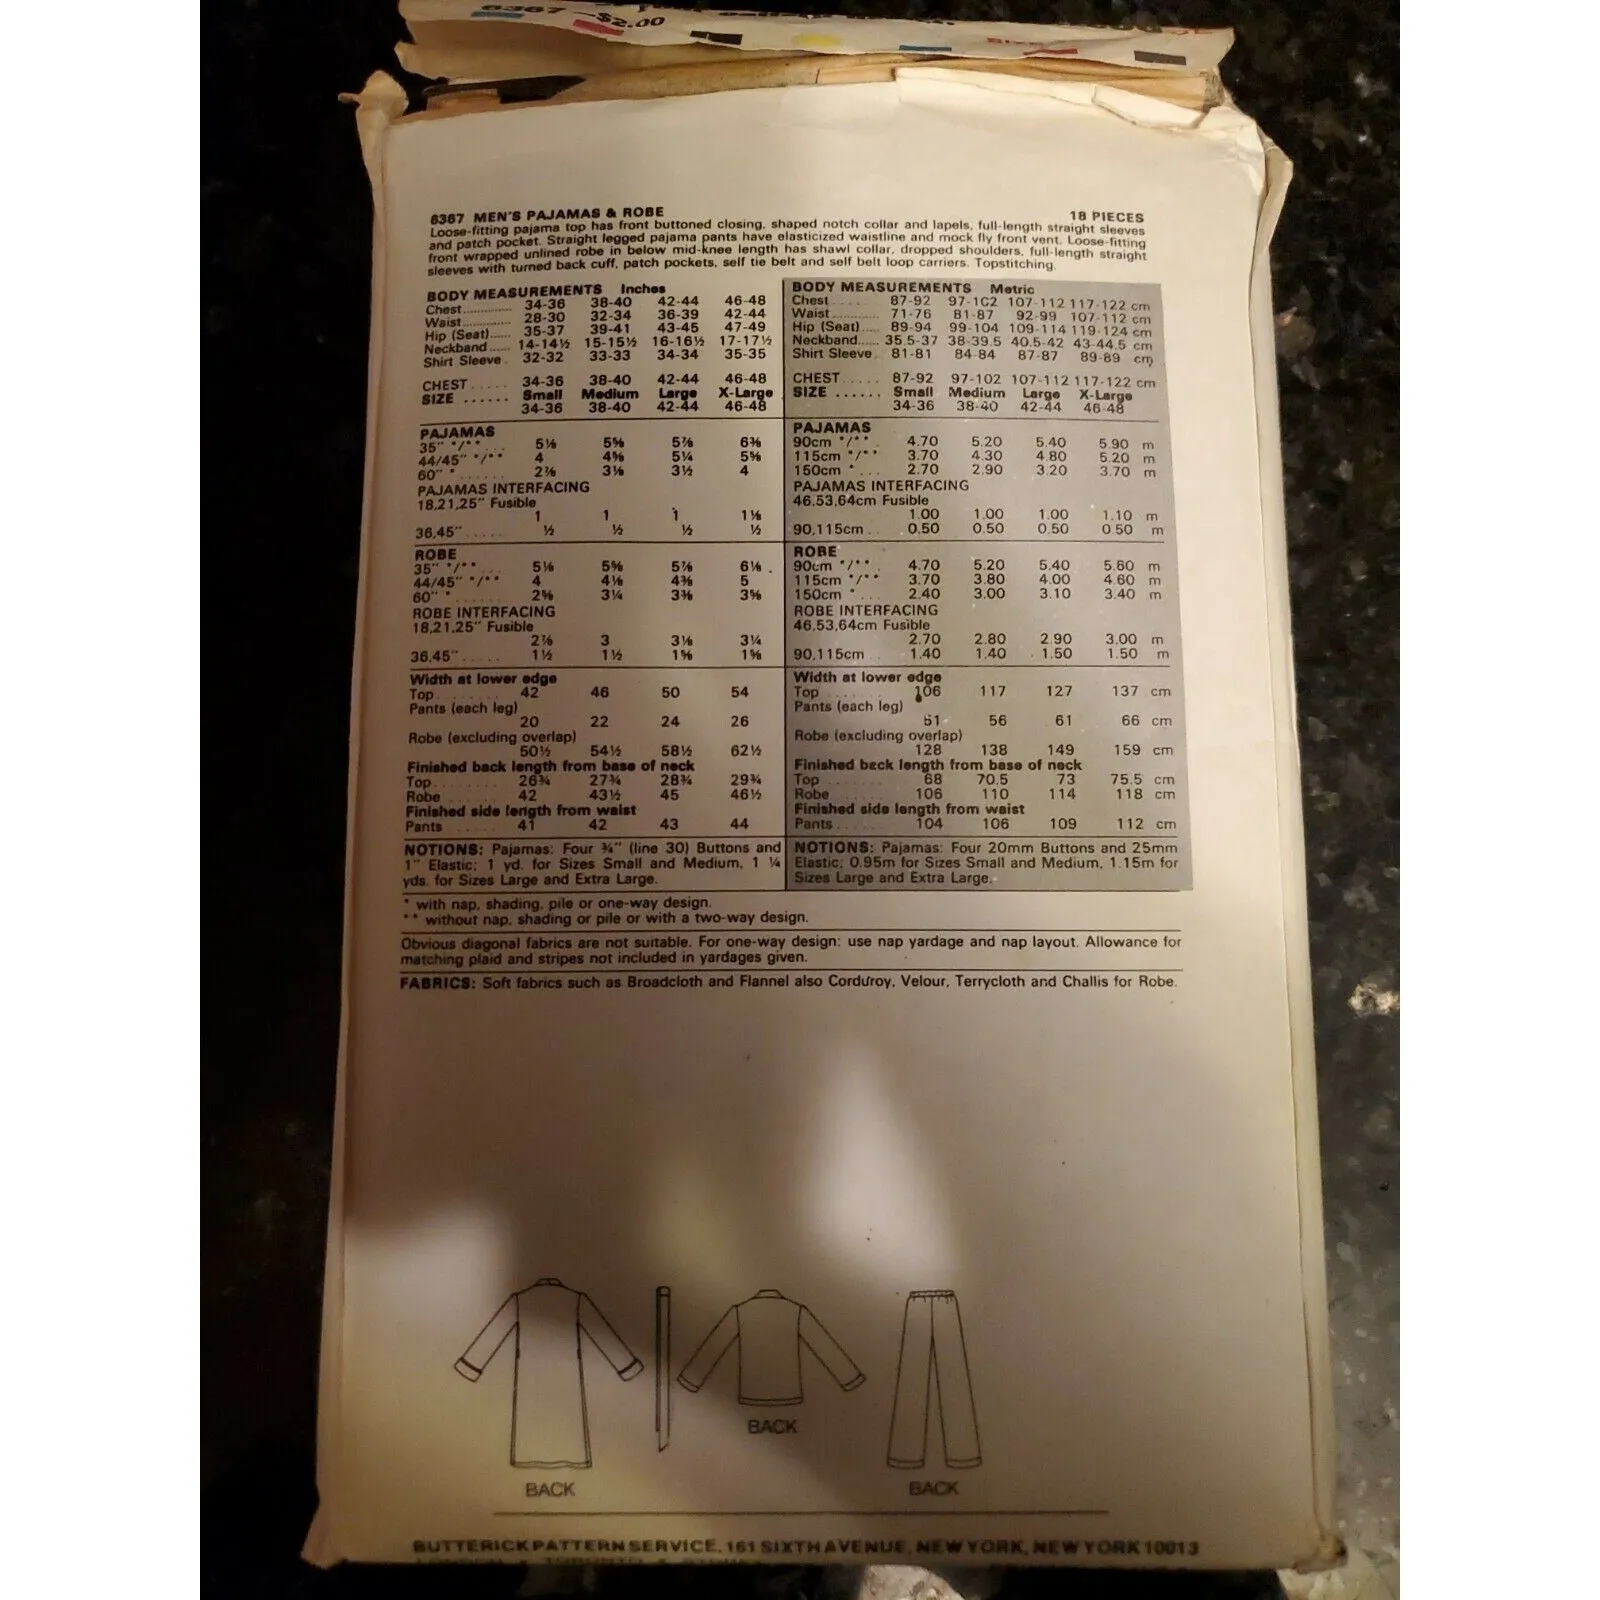 6367 -$2.00
6367 MEN'S PAJAMAS & ROBE 18 PIECES
Loose-fitting pajama top has front buttoned closing, shaped notch collar and lapels, full-length straight sleeves
and patch pocket. Straight legged pajama pants have elasticized waistline and mock fly front vent. Loose-fitting
front wrapped unlined robe in below mid-knee length has shawl collar, dropped shoulders, full-length straight
sleeves with turned back cuff, patch pockets, self tie belt and self belt loop carriers. Topstitching.
BODY MEASUREMENTS Inches
Chest............. 34-36 38-40 42-44 46-48
Waist............. 28-30 32-34 36-39 42-44
Hip (Seat)...... 35-37 39-41 43-45 47-49
Neckband...... 14-14½ 15-15½ 16-16½ 17-17½
Shirt Sleeve. 32-32 33-33 34-34 35-35
CHEST ..... 34-36 38-40 42-44 46-48
SIZE ...... Small Medium Large X-Large
34-36 38-40 42-44 46-48
PAJAMAS
35" */** ... 5⅛ 5⅝ 5⅞ 6⅜
44/45" */** 4 4⅝ 5¼ 5⅝
60" * ...... 2⅞ 3⅛ 3½ 4
PAJAMAS INTERFACING
18,21,25" Fusible
1 1 1 1⅛
36,45" ..... ½ ½ ½ ½
ROBE
35" */** ... 5⅛ 5⅝ 5⅞ 6⅛
44/45" */** 4 4⅛ 4⅜ 5
60" * ...... 2⅝ 3¼ 3⅜ 3⅝
ROBE INTERFACING
18,21,25" Fusible
2⅞ 3 3⅛ 3¼
36,45" ..... 1½ 1½ 1⅝ 1⅝
Width at lower edge
Top ........ 42 46 50 54
Pants (each leg)
20 22 24 26
Robe (excluding overlap)
50½ 54½ 58½ 62½
Finished back length from base of neck
Top ........ 26¾ 27¾ 28¾ 29¾
Robe ...... 42 43½ 45 46½
Finished side length from waist
Pants ...... 41 42 43 44
NOTIONS: Pajamas: Four ¾" (line 30) Buttons and
1" Elastic; 1 yd. for Sizes Small and Medium, 1 ¼
yds. for Sizes Large and Extra Large.
BODY MEASUREMENTS Metric
Chest ..... 87-92 97-102 107-112 117-122 cm
Waist............ 71-76 81-87 92-99 107-112 cm
Hip (Seat)..... 89-94 99-104 109-114 119-124 cm
Neckband..... 35.5-37 38-39.5 40.5-42 43-44.5 cm
Shirt Sleeve. 81-81 84-84 87-87 89-89 cm
CHEST ..... 87-92 97-102 107-112 117-122 cm
SIZE ...... Small Medium Large X-Large
34-36 38-40 42-44 46-48
PAJAMAS
90cm */** . 4.70 5.20 5.40 5.90 m
115cm */** 3.70 4.30 4.80 5.20 m
150cm * ... 2.70 2.90 3.20 3.70 m
PAJAMAS INTERFACING
46,53,64cm Fusible
1.00 1.00 1.00 1.10 m
90,115cm .. 0.50 0.50 0.50 0.50 m
ROBE
90cm */** . 4.70 5.20 5.40 5.60 m
115cm */** 3.70 3.80 4.00 4.60 m
150cm * ... 2.40 3.00 3.10 3.40 m
ROBE INTERFACING
46,53,64cm Fusible
2.70 2.80 2.90 3.00 m
90,115cm .. 1.40 1.40 1.50 1.50 m
Width at lower edge
Top ....... 106 117 127 137 cm
Pants (each leg)
51 56 61 66 cm
Robe (excluding overlap)
128 138 149 159 cm
Finished back length from base of neck
Top ....... 68 70.5 73 75.5 cm
Robe ..... 106 110 114 118 cm
Finished side length from waist
Pants ..... 104 106 109 112 cm
NOTIONS: Pajamas: Four 20mm Buttons and 25mm
Elastic; 0.95m for Sizes Small and Medium, 1.15m for
Sizes Large and Extra Large.
* with nap, shading, pile or one-way design.
** without nap, shading or pile or with a two-way design.
Obvious diagonal fabrics are not suitable. For one-way design: use nap yardage and nap layout. Allowance for
matching plaid and stripes not included in yardages given.
FABRICS: Soft fabrics such as Broadcloth and Flannel also Corduroy, Velour, Terrycloth and Challis for Robe.
BACK
BACK
BACK
BUTTERICK PATTERN SERVICE, 161 SIXTH AVENUE, NEW YORK, NEW YORK 10013